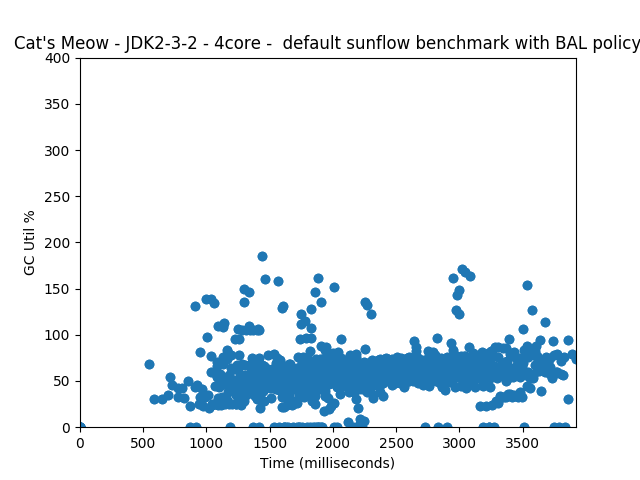 Cat's Meow - JDK2-3-2 - 4core -  default sunflow benchmark with BAL policy
400
350
300
250
200
150
100
50
0
GC Util %
0 500 1000 1500 2000 2500 3000 3500
Time (milliseconds)